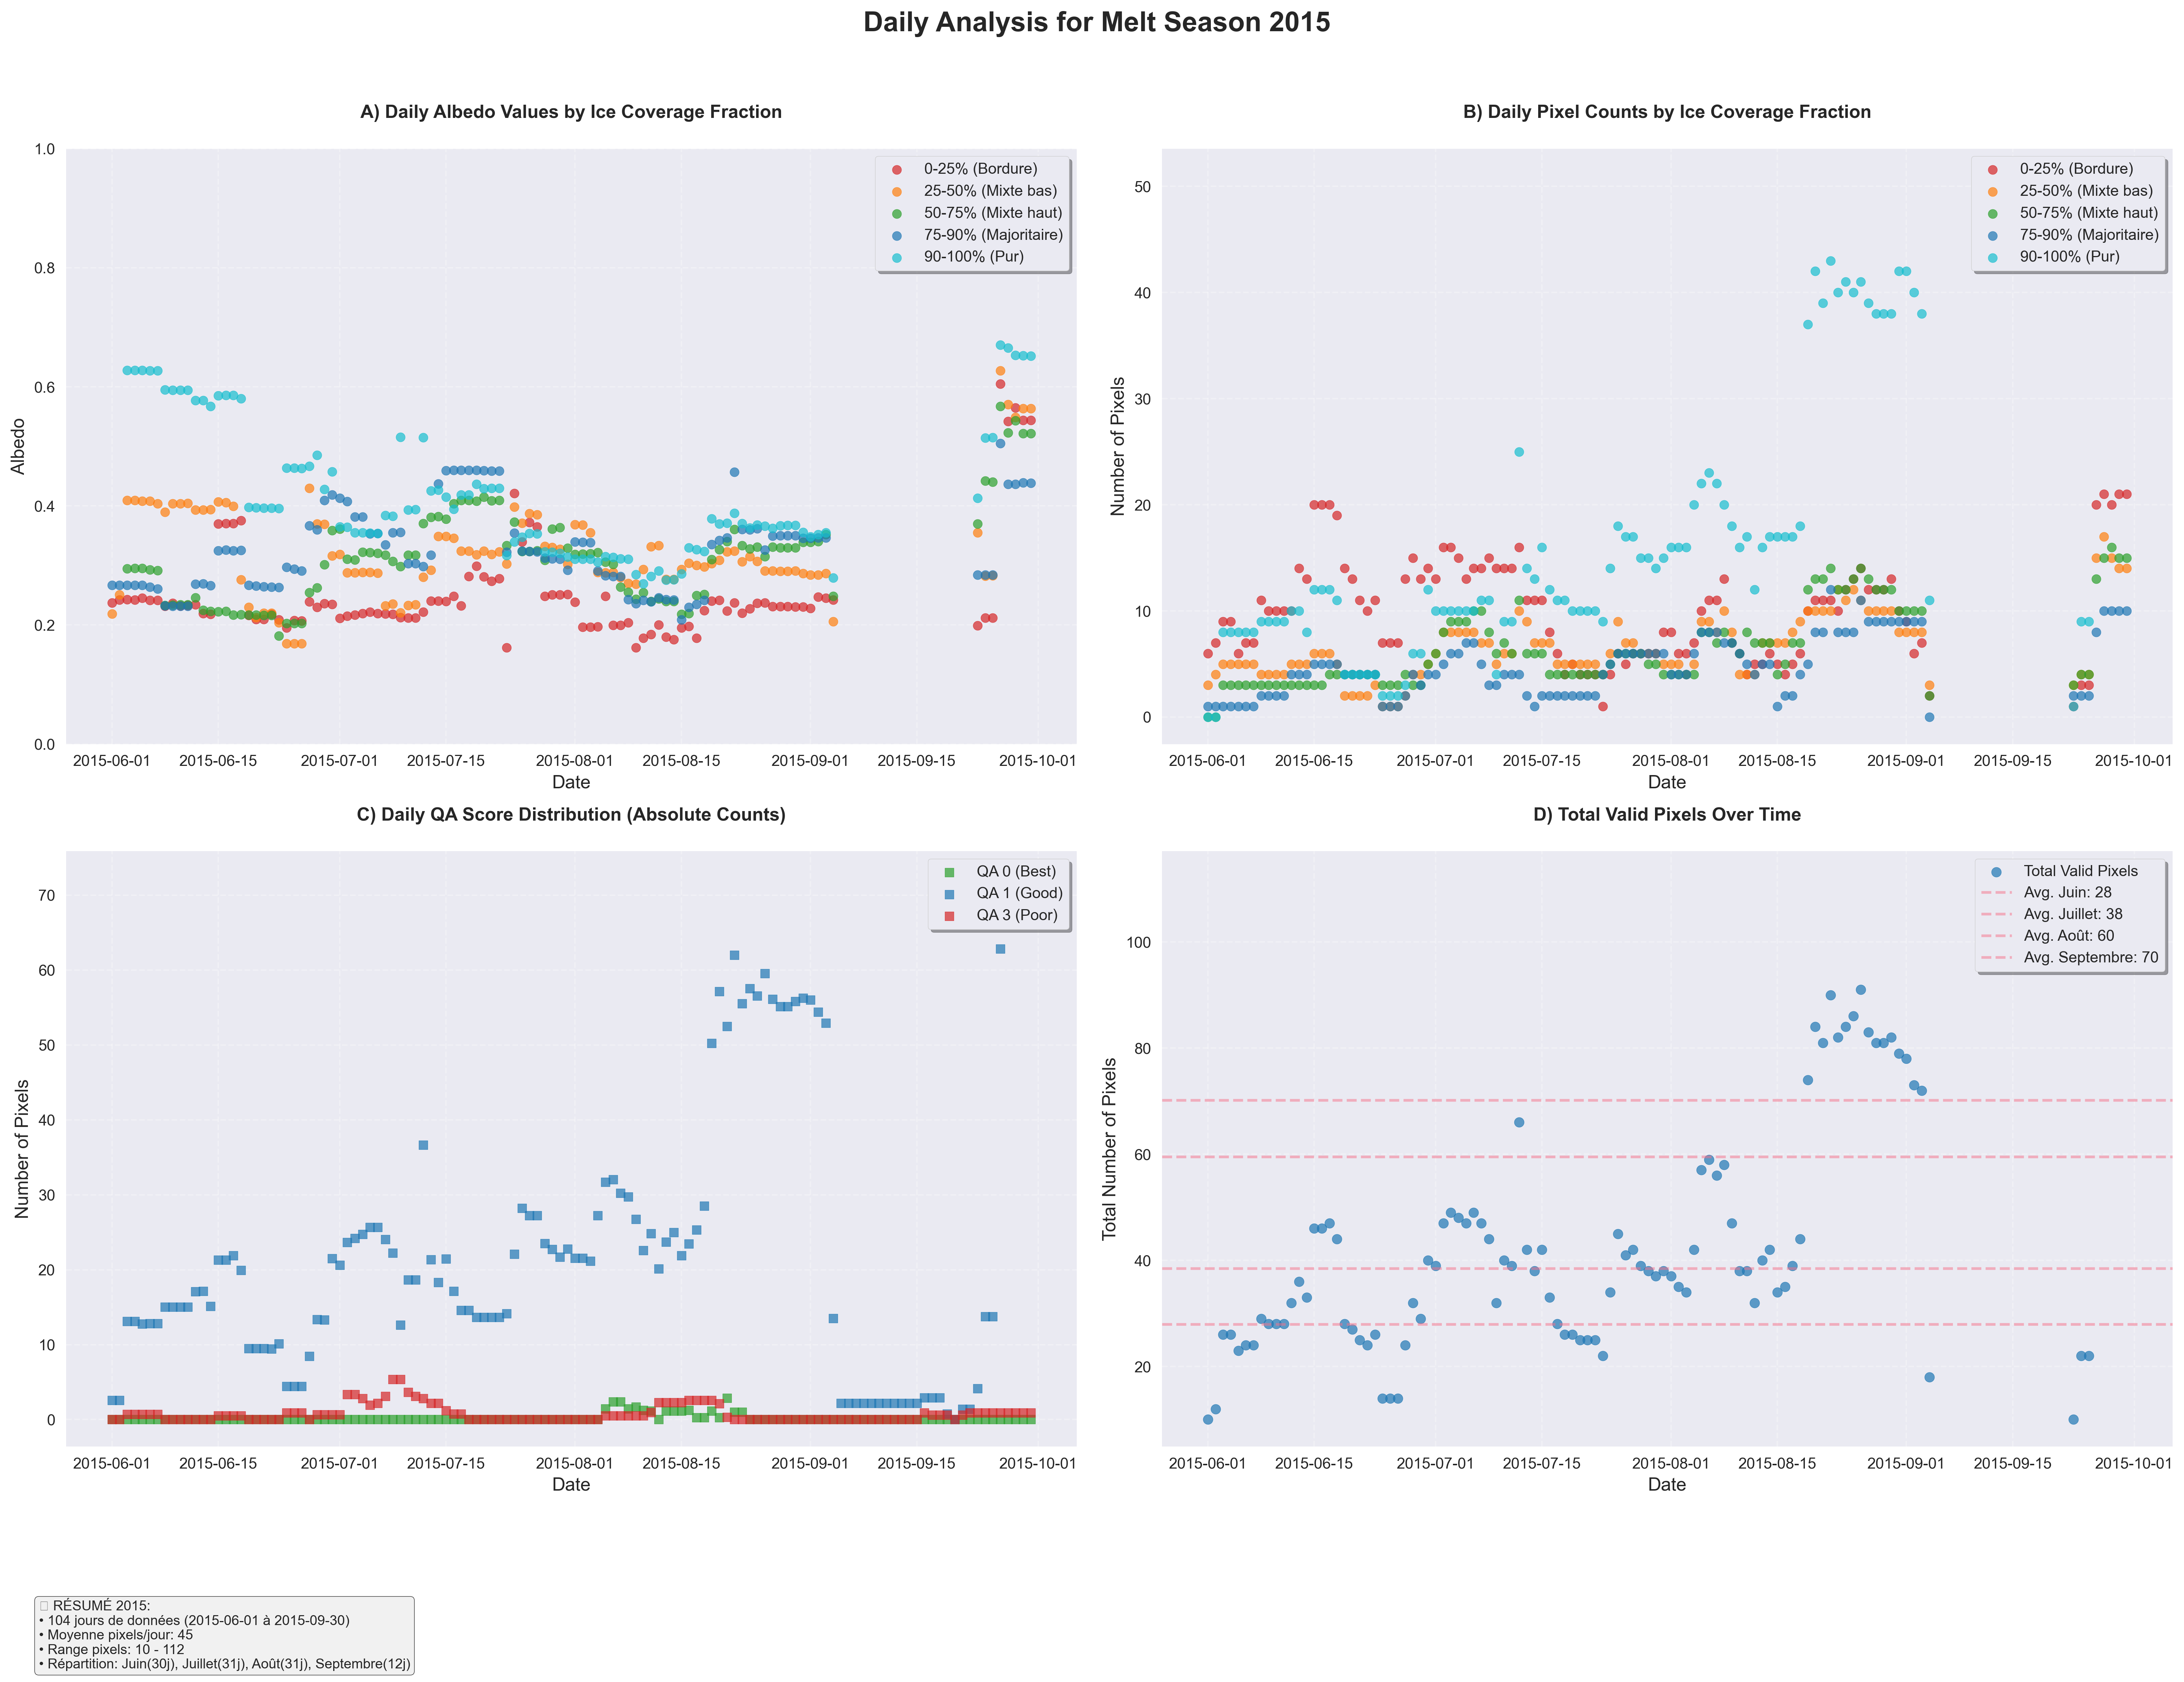 Daily Analysis for Melt Season 2015
A) Daily Albedo Values by Ice Coverage Fraction
1.0
0.8
0.6
0.4
0.2
0.0
Albedo
0-25% (Bordure)
25-50% (Mixte bas)
50-75% (Mixte haut)
75-90% (Majoritaire)
90-100% (Pur)
2015-06-01 2015-06-15 2015-07-01 2015-07-15 2015-08-01 2015-08-15 2015-09-01 2015-09-15 2015-10-01
Date
B) Daily Pixel Counts by Ice Coverage Fraction
50
40
30
20
10
0
Number of Pixels
0-25% (Bordure)
25-50% (Mixte bas)
50-75% (Mixte haut)
75-90% (Majoritaire)
90-100% (Pur)
2015-06-01 2015-06-15 2015-07-01 2015-07-15 2015-08-01 2015-08-15 2015-09-01 2015-09-15 2015-10-01
Date
C) Daily QA Score Distribution (Absolute Counts)
70
60
50
40
30
20
10
0
Number of Pixels
QA 0 (Best)
QA 1 (Good)
QA 3 (Poor)
2015-06-01 2015-06-15 2015-07-01 2015-07-15 2015-08-01 2015-08-15 2015-09-01 2015-09-15 2015-10-01
Date
D) Total Valid Pixels Over Time
100
80
60
40
20
Total Number of Pixels
Total Valid Pixels
Avg. Juin: 28
Avg. Juillet: 38
Avg. Août: 60
Avg. Septembre: 70
2015-06-01 2015-06-15 2015-07-01 2015-07-15 2015-08-01 2015-08-15 2015-09-01 2015-09-15 2015-10-01
Date
RÉSUMÉ 2015:
• 104 jours de données (2015-06-01 à 2015-09-30)
• Moyenne pixels/jour: 45
• Range pixels: 10 - 112
• Répartition: Juin(30j), Juillet(31j), Août(31j), Septembre(12j)